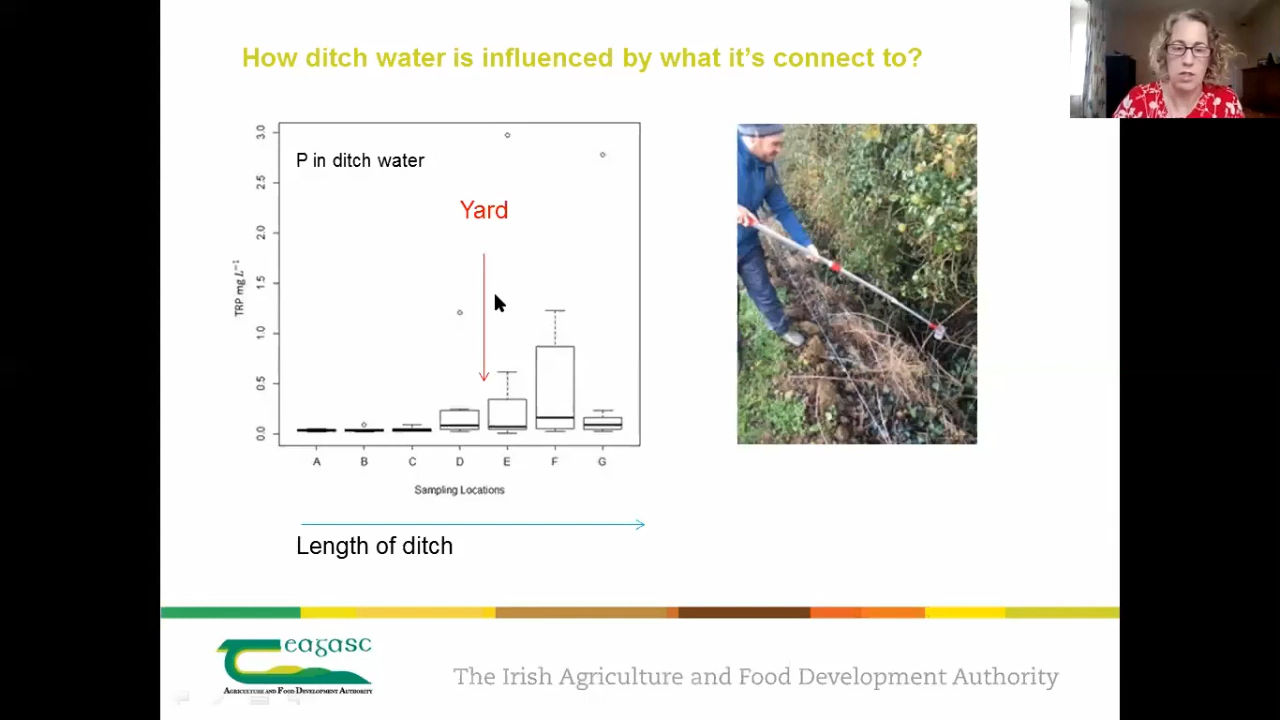 How ditch water is influenced by what it's connect to?
P in ditch water
Yard
3.0
2.5
2.0
1.5
1.0
0.5
0.0
TRP mg L⁻¹
A B C D E F G
Sampling Locations
Length of ditch
eagasc
AGRICULTURE AND FOOD DEVELOPMENT AUTHORITY
The Irish Agriculture and Food Development Authority